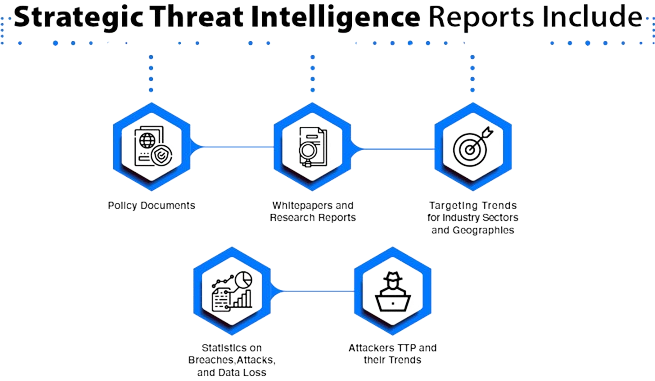 Strategic Threat Intelligence Reports Include
Policy Documents
Whitepapers and
Research Reports
Targeting Trends
for Industry Sectors
and Geographies
Statistics on
Breaches,Attacks,
and Data Loss
Attackers TTP and
their Trends